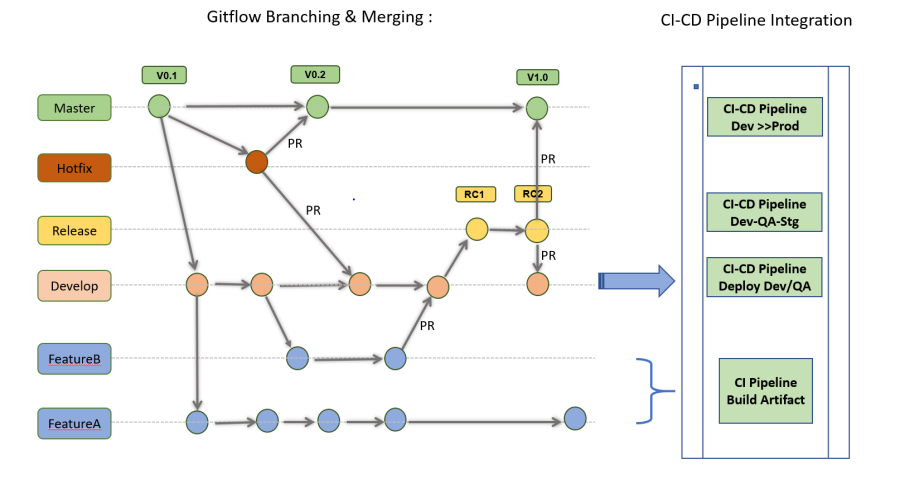 Gitflow Branching & Merging :
CI-CD Pipeline Integration
V0.1
V0.2
V1.0
Master
CI-CD Pipeline
Dev >>Prod
PR
Hotfix
PR
RC1
RC2
PR
Release
CI-CD Pipeline
Dev-QA-Stg
PR
Develop
CI-CD Pipeline
Deploy Dev/QA
PR
FeatureB
CI Pipeline
Build Artifact
FeatureA